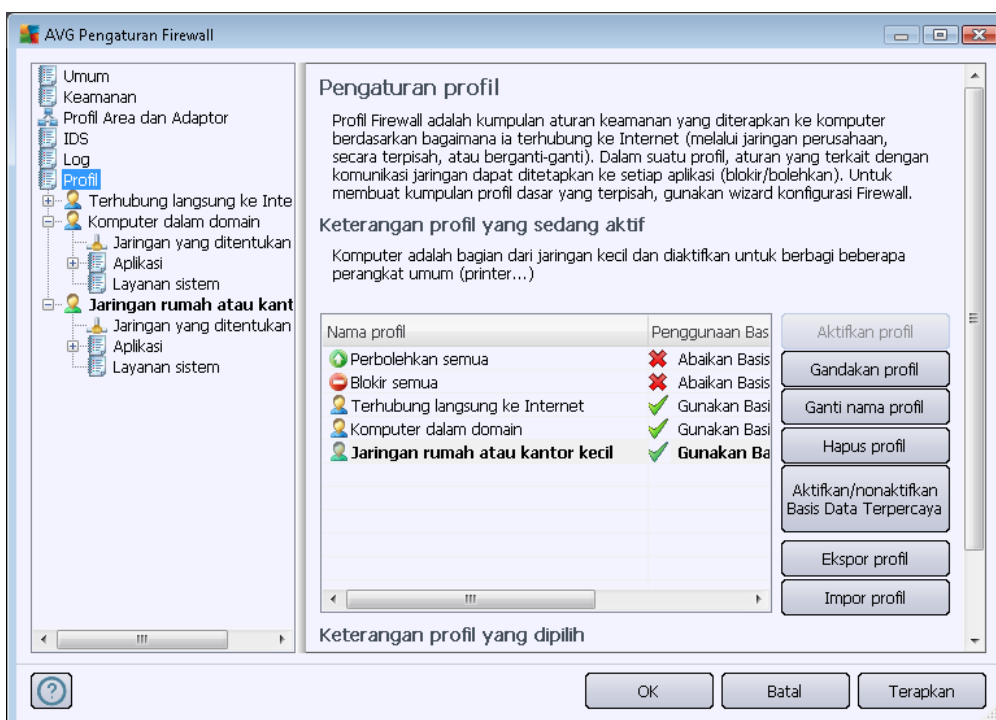 AVG Pengaturan Firewall
Umum
Keamanan
Profil Area dan Adaptor
IDS
Log
Profil
Terhubung langsung ke Inte
Komputer dalam domain
Jaringan yang ditentukan
Aplikasi
Layanan sistem
Jaringan rumah atau kant
Jaringan yang ditentukan
Aplikasi
Layanan sistem
Pengaturan profil
Profil Firewall adalah kumpulan aturan keamanan yang diterapkan ke komputer
berdasarkan bagaimana ia terhubung ke Internet (melalui jaringan perusahaan,
secara terpisah, atau berganti-ganti). Dalam suatu profil, aturan yang terkait dengan
komunikasi jaringan dapat ditetapkan ke setiap aplikasi (blokir/bolehkan). Untuk
membuat kumpulan profil dasar yang terpisah, gunakan wizard konfigurasi Firewall.
Keterangan profil yang sedang aktif
Komputer adalah bagian dari jaringan kecil dan diaktifkan untuk berbagi beberapa
perangkat umum (printer...)
Nama profil Penggunaan Bas
Perbolehkan semua Abaikan Basis
Blokir semua Abaikan Basis
Terhubung langsung ke Internet Gunakan Basi
Komputer dalam domain Gunakan Basi
Jaringan rumah atau kantor kecil Gunakan Ba
Aktifkan profil
Gandakan profil
Ganti nama profil
Hapus profil
Aktifkan/nonaktifkan
Basis Data Terpercaya
Ekspor profil
Impor profil
Keterangan profil yang dipilih
OK Batal Terapkan